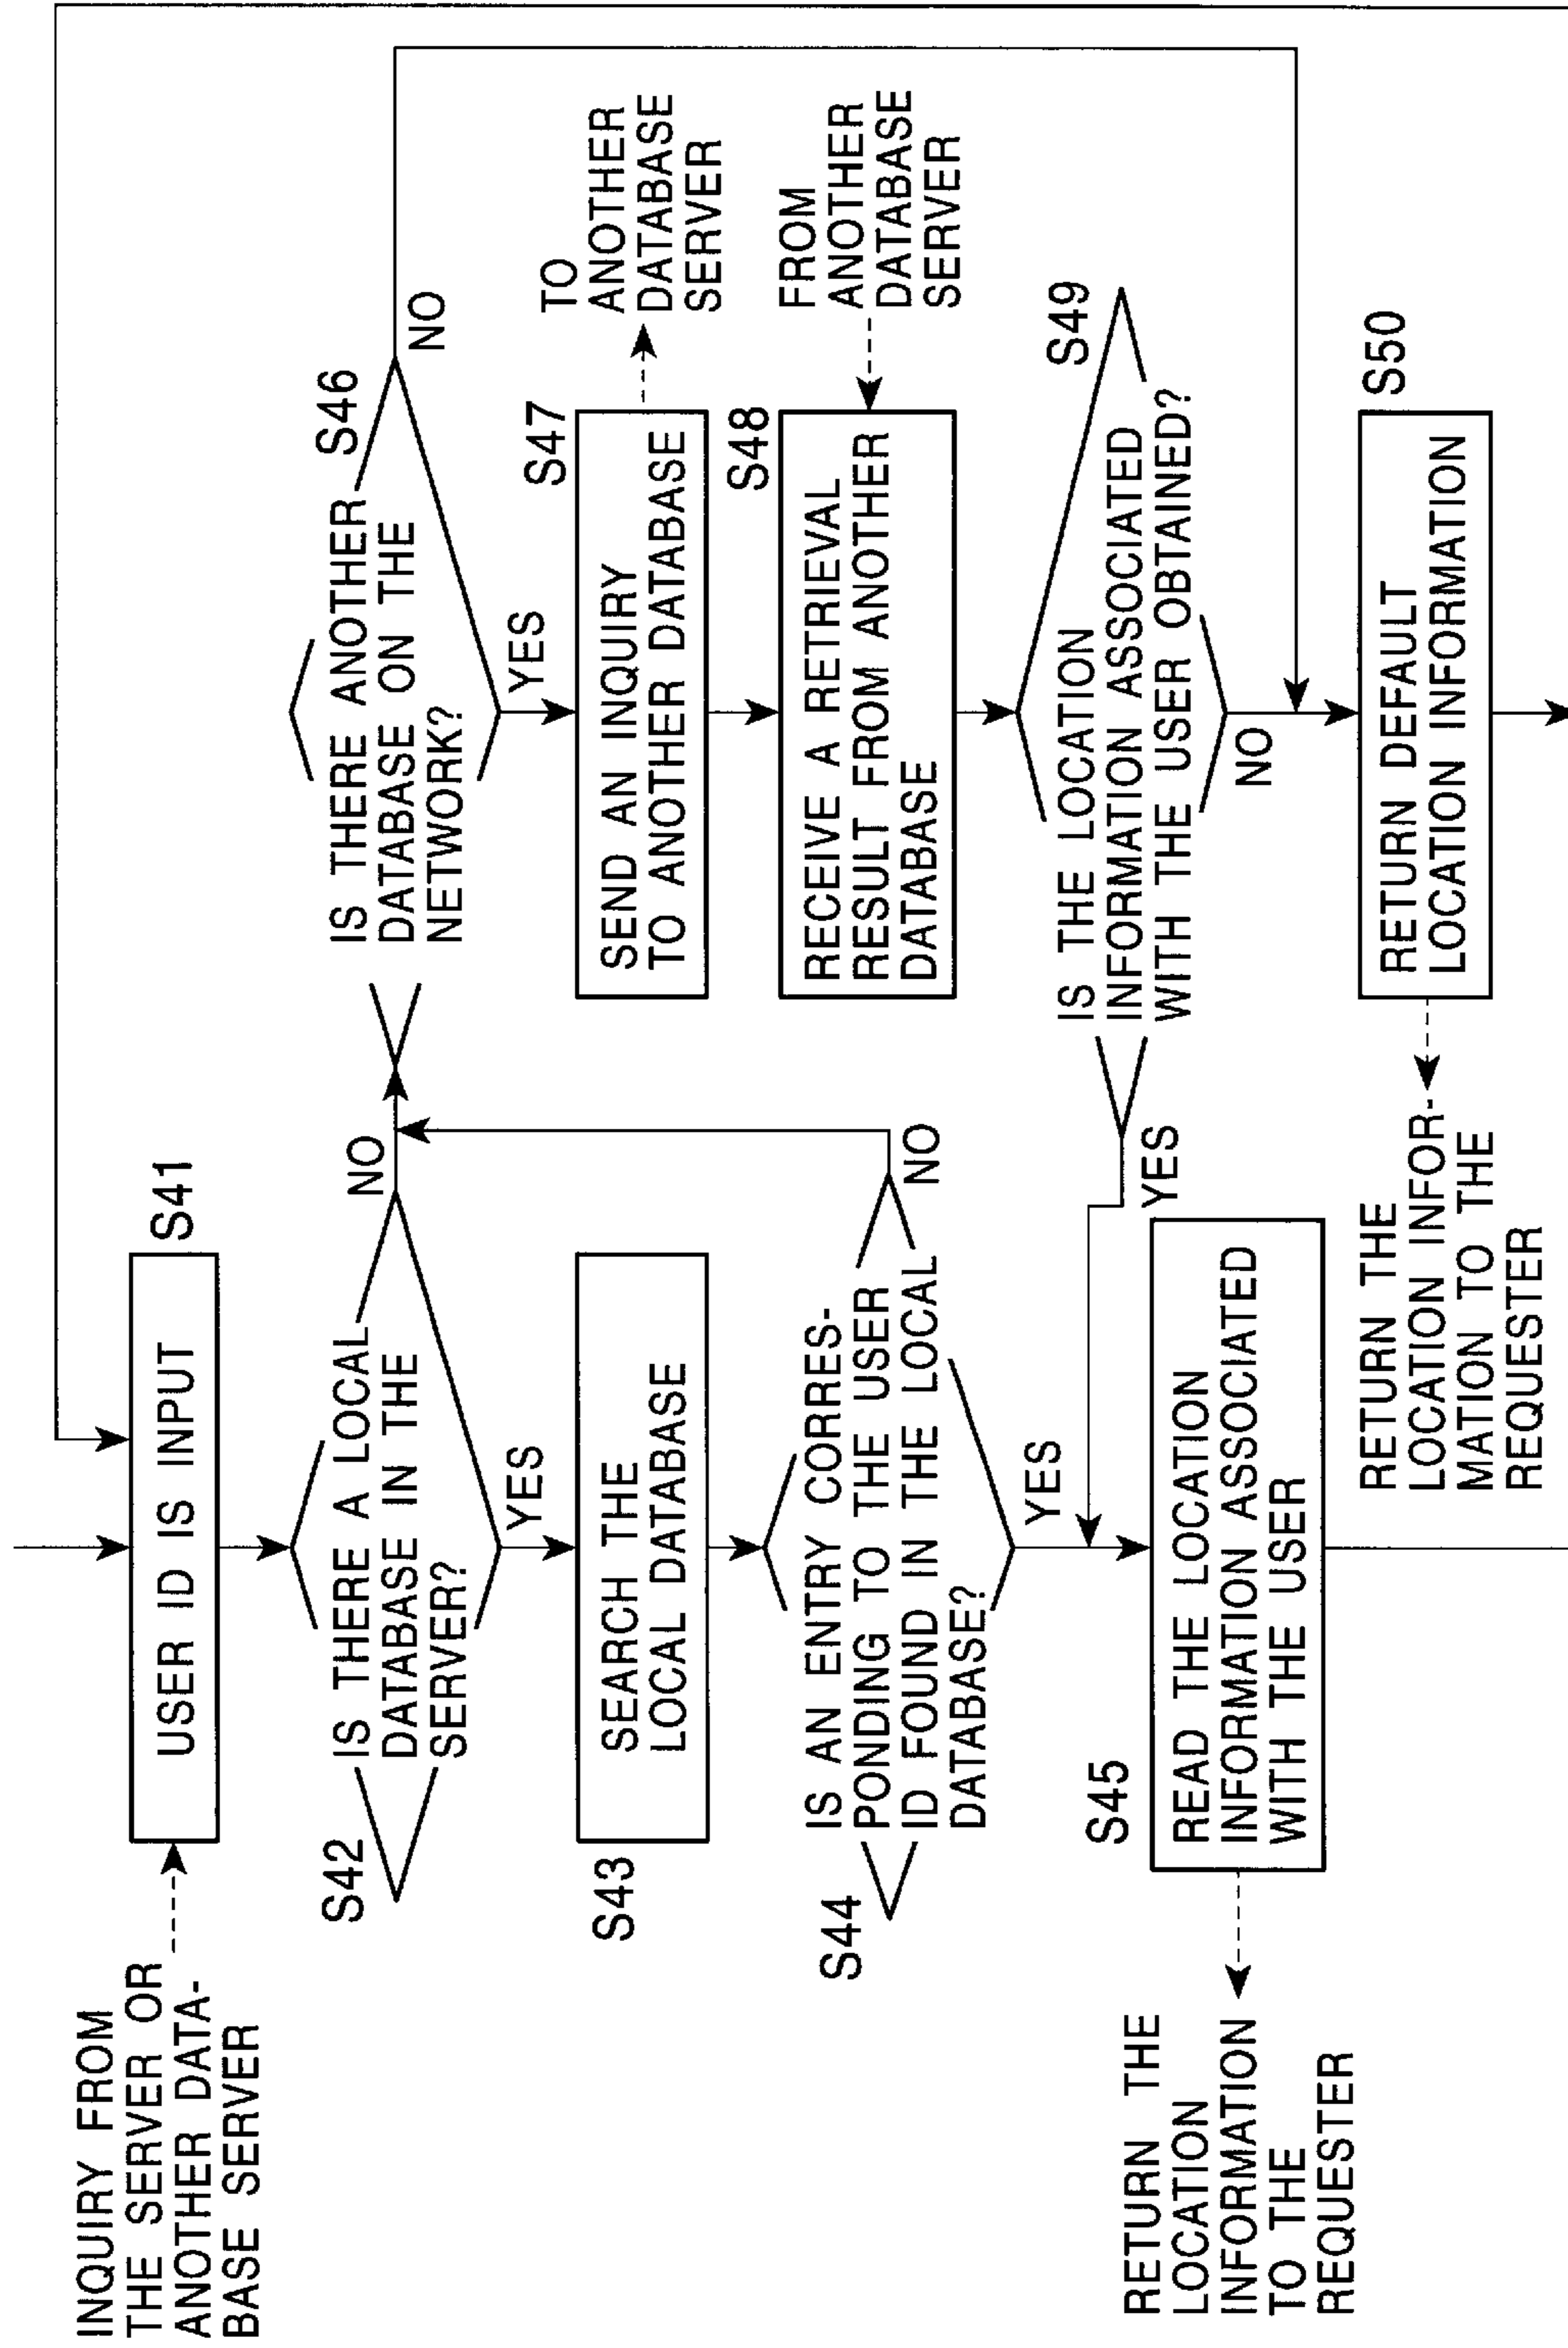 INQUIRY FROM
THE SERVER OR
ANOTHER DATA-
BASE SERVER
USER ID IS INPUT
S41
S42
IS THERE A LOCAL
DATABASE IN THE
SERVER?
NO
YES
S43
SEARCH THE
LOCAL DATABASE
S44
IS AN ENTRY CORRES-
PONDING TO THE USER
ID FOUND IN THE LOCAL
DATABASE?
NO
YES
S45
READ THE LOCATION
INFORMATION ASSOCIATED
WITH THE USER
RETURN THE
LOCATION
INFORMATION
TO THE
REQUESTER
IS THERE ANOTHER
DATABASE ON THE
NETWORK?
S46
NO
YES
S47
SEND AN INQUIRY
TO ANOTHER DATABASE
TO
ANOTHER
DATABASE
SERVER
S48
RECEIVE A RETRIEVAL
RESULT FROM ANOTHER
DATABASE
FROM
ANOTHER
DATABASE
SERVER
S49
IS THE LOCATION
INFORMATION ASSOCIATED
WITH THE USER OBTAINED?
YES
NO
S50
RETURN DEFAULT
LOCATION INFORMATION
RETURN THE
LOCATION INFOR-
MATION TO THE
REQUESTER